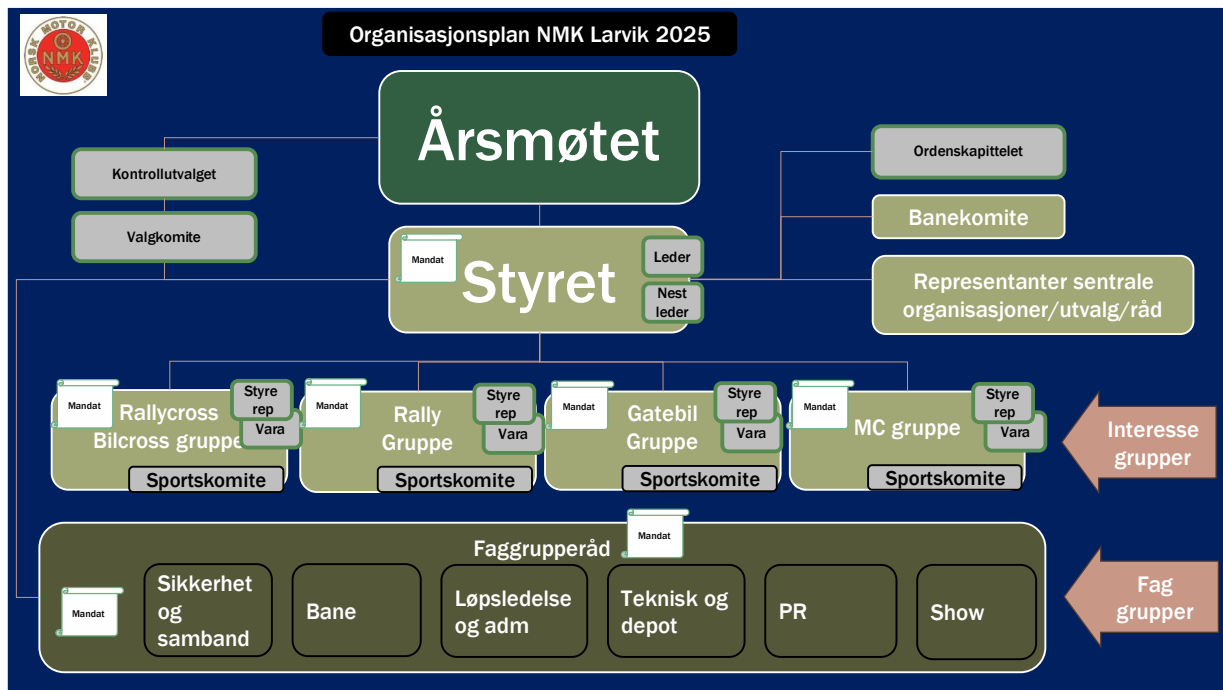 Organisasjonsplan NMK Larvik 2025
NORSK MOTOR KLUBB
NMK
Årsmøtet
Kontrollutvalget
Valgkomite
Ordenskapittelet
Banekomite
Representanter sentrale
organisasjoner/utvalg/råd
Mandat
Styret
Leder
Nest
leder
Mandat
Rallycross
Bilcross gruppe
Styre
rep
Vara
Sportskomite
Mandat
Rally
Gruppe
Styre
rep
Vara
Sportskomite
Mandat
Gatebil
Gruppe
Styre
rep
Vara
Sportskomite
Mandat
MC gruppe
Styre
rep
Vara
Sportskomite
Interesse
grupper
Faggrupperåd
Mandat
Mandat
Sikkerhet
og
samband
Bane
Løpsledelse
og adm
Teknisk og
depot
PR
Show
Fag
grupper